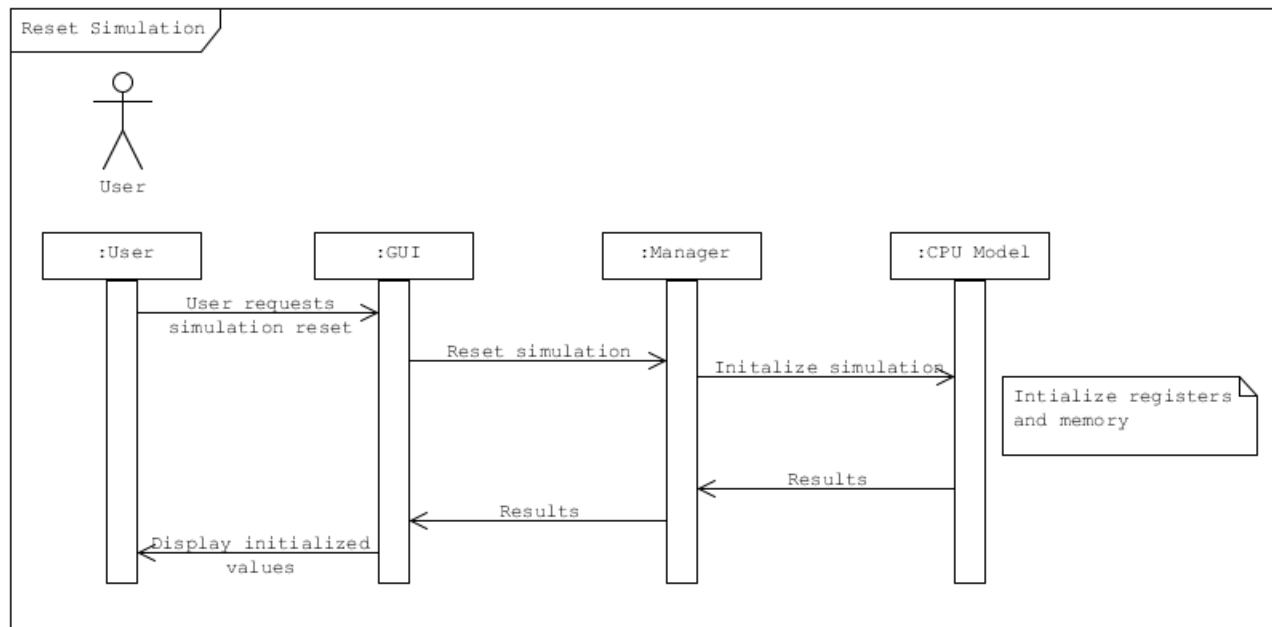 Reset Simulation
User
:User
:GUI
:Manager
:CPU Model
User requests
simulation reset
Reset simulation
Initalize simulation
Intialize registers
and memory
Results
Results
Display initialized
values